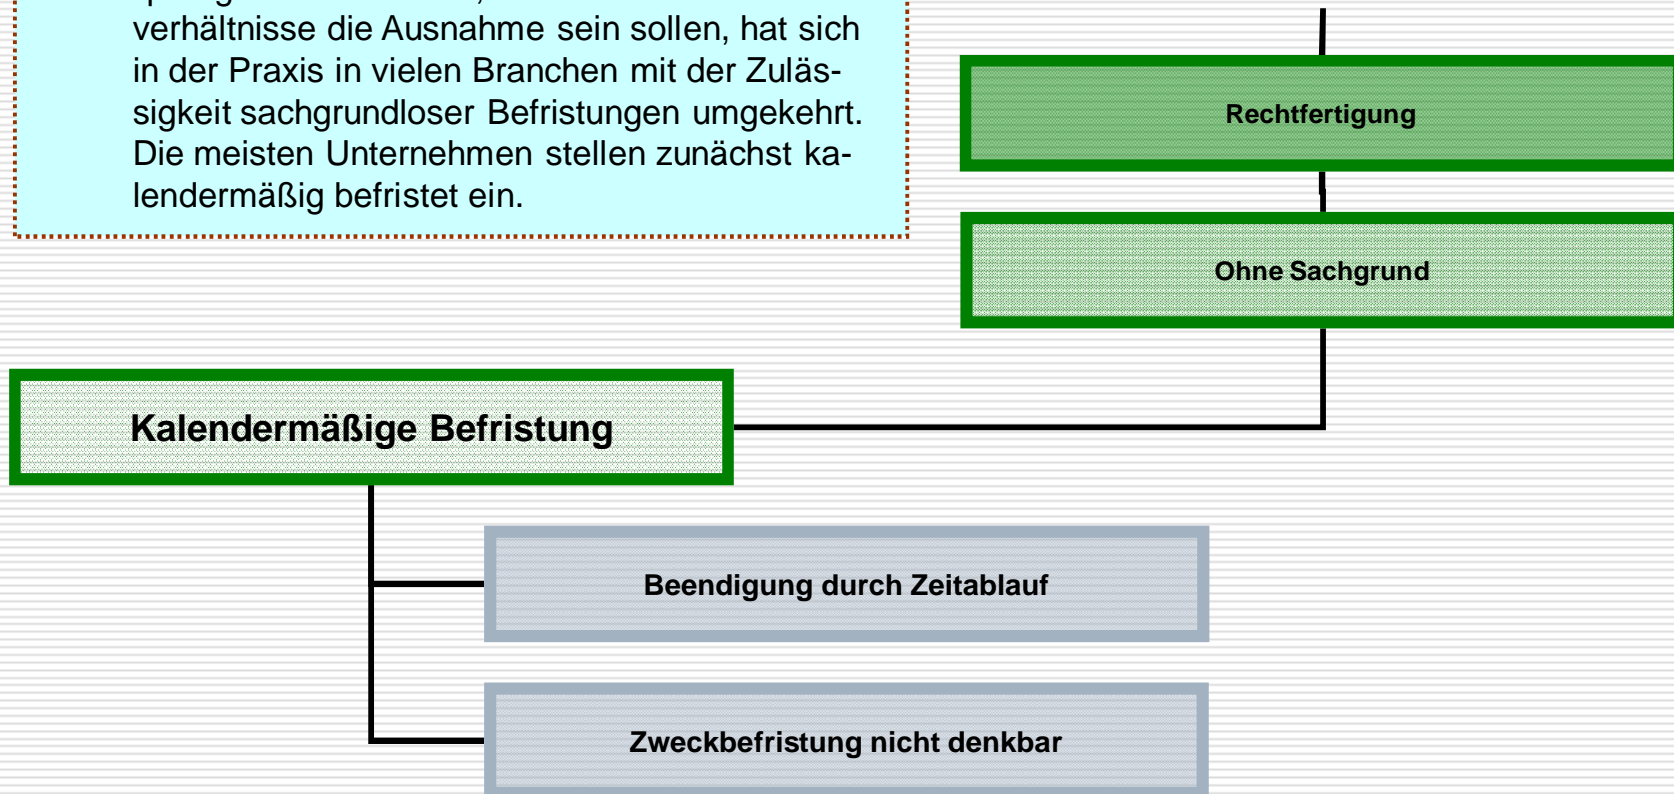 verhältnisse die Ausnahme sein sollen, hat sich
in der Praxis in vielen Branchen mit der Zuläs-
sigkeit sachgrundloser Befristungen umgekehrt.
Die meisten Unternehmen stellen zunächst ka-
lendermäßig befristet ein.
Rechtfertigung
Ohne Sachgrund
Kalendermäßige Befristung
Beendigung durch Zeitablauf
Zweckbefristung nicht denkbar